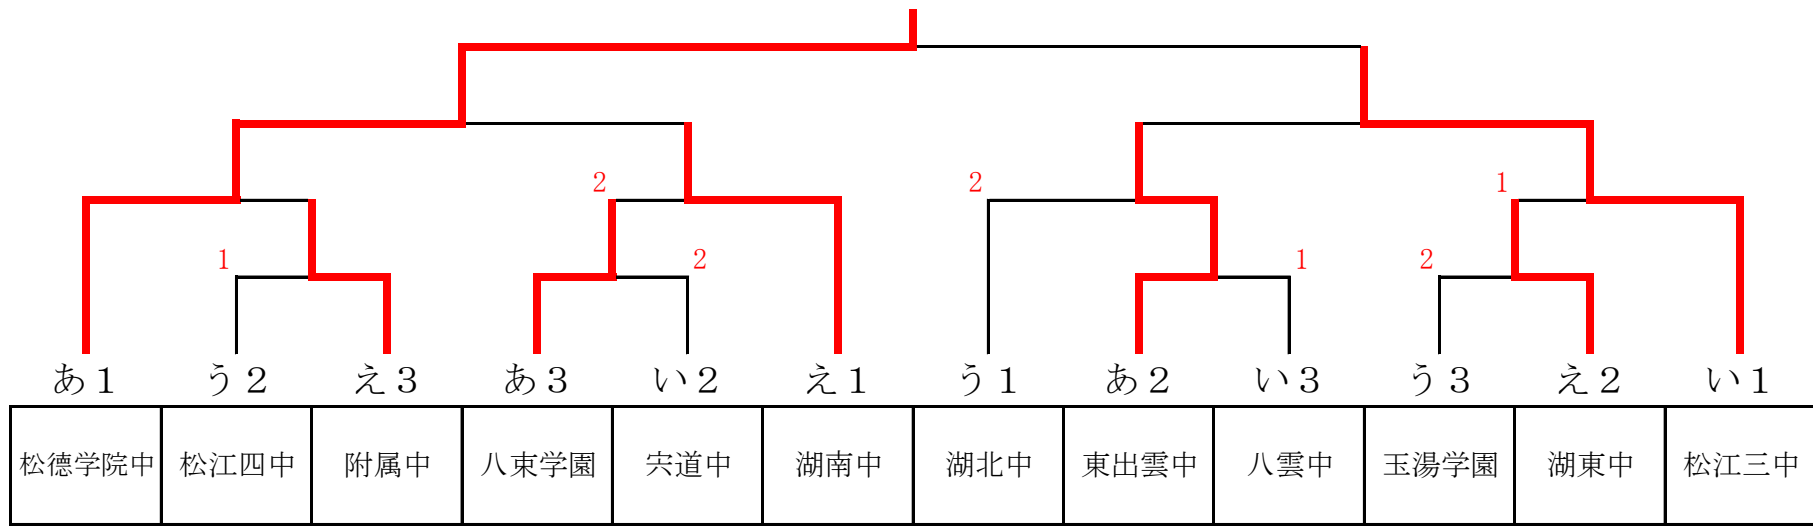 2 2 1
1 2 1 2
あ１ う２ え３ あ３ い２ え１ う１ あ２ い３ う３ え２ い１
松徳学院中 松江四中 附属中 八束学園 宍道中 湖南中 湖北中 東出雲中 八雲中 玉湯学園 湖東中 松江三中